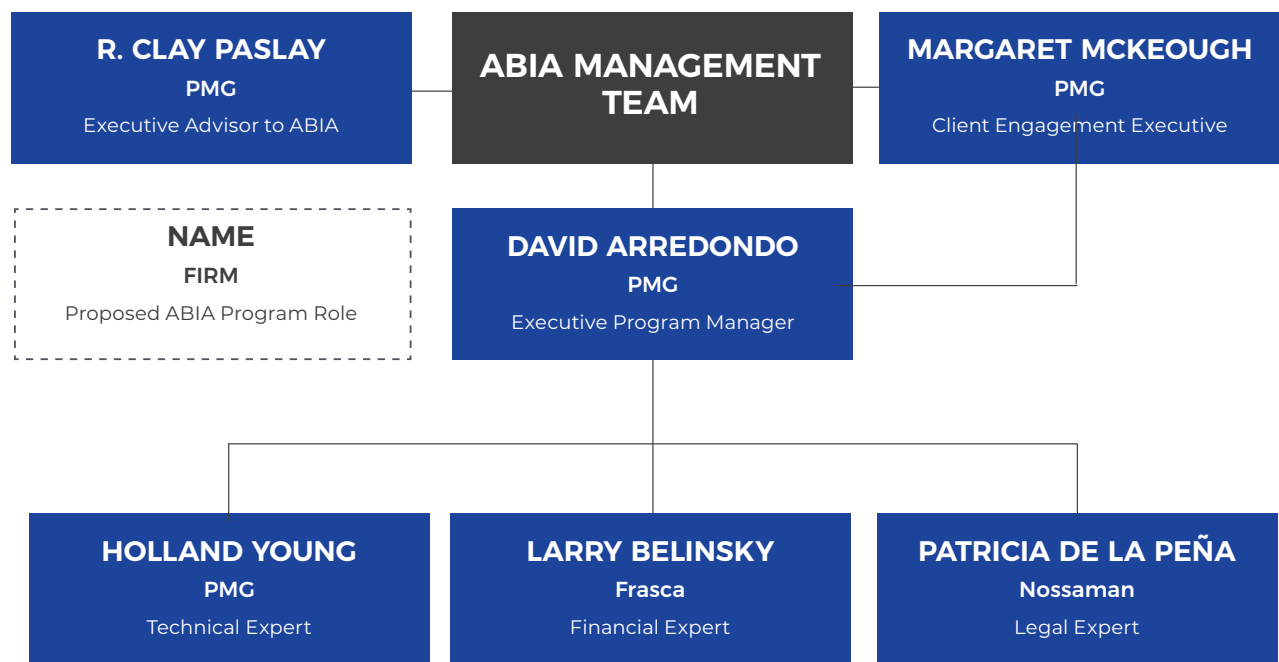 R. CLAY PASLAY
PMG
Executive Advisor to ABIA
ABIA MANAGEMENT
TEAM
MARGARET MCKEOUGH
PMG
Client Engagement Executive
NAME
FIRM
Proposed ABIA Program Role
DAVID ARREDONDO
PMG
Executive Program Manager
HOLLAND YOUNG
PMG
Technical Expert
LARRY BELINSKY
Frasca
Financial Expert
PATRICIA DE LA PEÑA
Nossaman
Legal Expert